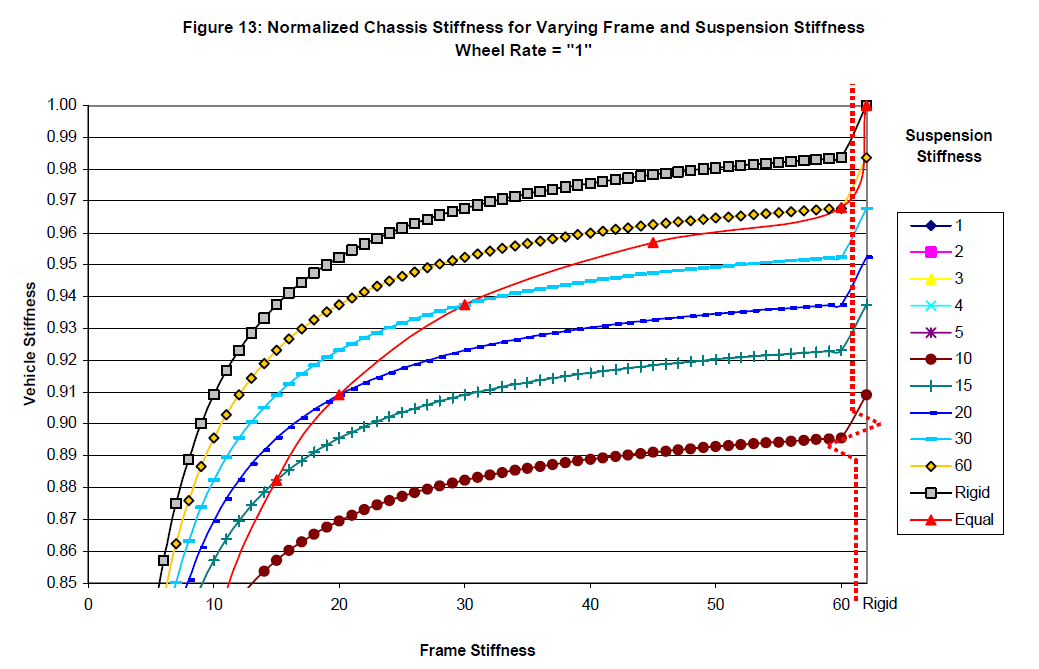 Figure 13: Normalized Chassis Stiffness for Varying Frame and Suspension Stiffness
Wheel Rate = "1"
1.00
0.99
0.98
0.97
0.96
0.95
0.94
0.93
0.92
0.91
0.90
0.89
0.88
0.87
0.86
0.85
Vehicle Stiffness
0 10 20 30 40 50 60 Rigid
Frame Stiffness
Suspension
Stiffness
1
2
3
4
5
10
15
20
30
60
Rigid
Equal